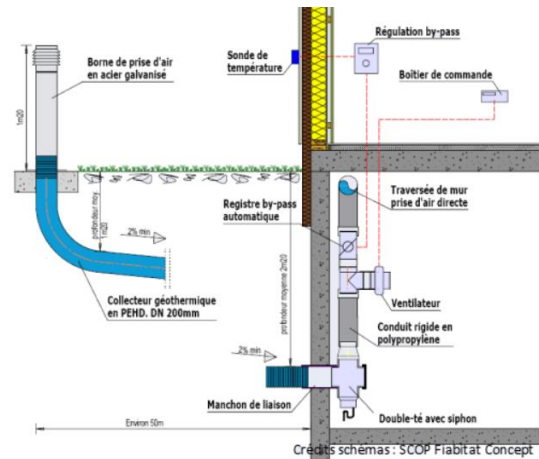 Borne de prise d'air
en acier galvanisé
1m20
Sonde de
température
Régulation by-pass
Boîtier de commande
profondeur moy.
1m20
2% min
Collecteur géothermique
en PEHD. DN 200mm
Registre by-pass
automatique
Traversée de mur
prise d'air directe
Ventilateur
profondeur moyenne 2m20
Conduit rigide en
polypropylène
2% min
Manchon de liaison
Double-té avec siphon
Environ 50m
Crédits schémas : SCOP Fiabitat Concept